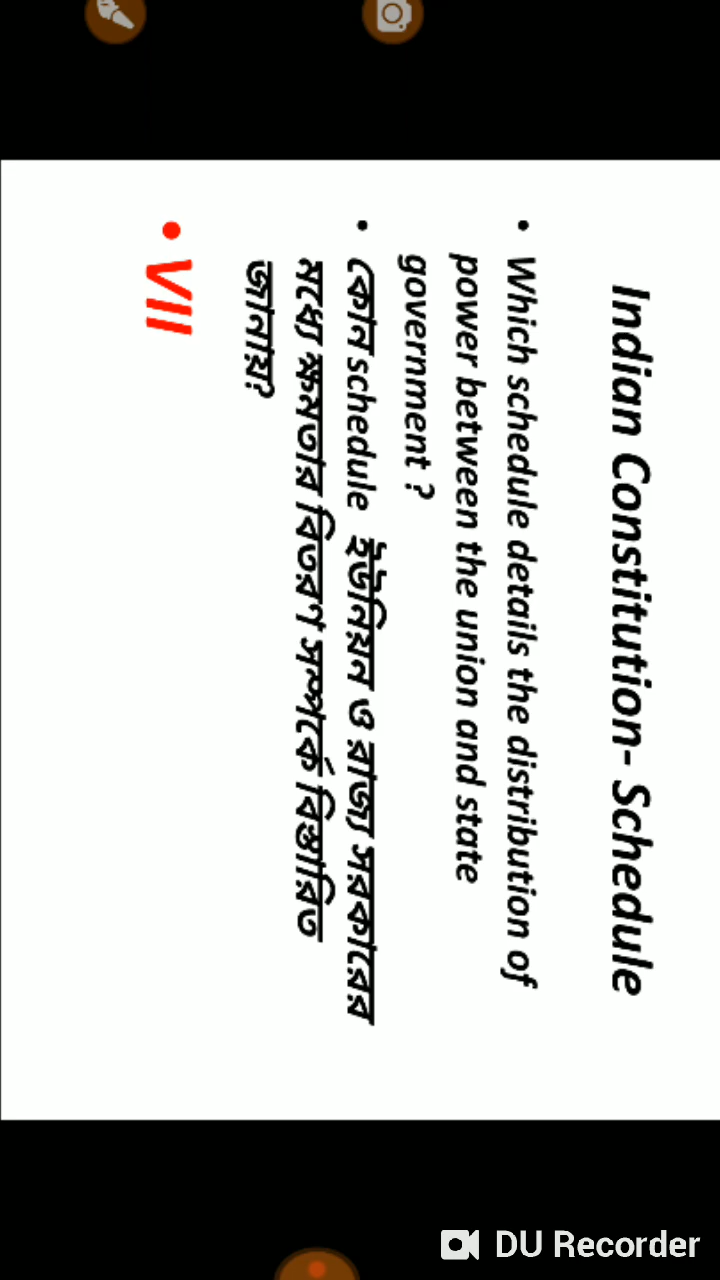 Indian Constitution- Schedule
• Which schedule details the distribution of
power between the union and state
government ?
• কোন schedule ইউনিয়ন ও রাজ্য সরকারের
মধ্যে ক্ষমতার বিতরণ সম্পর্কে বিস্তারিত
জানায়?
• VII
DU Recorder